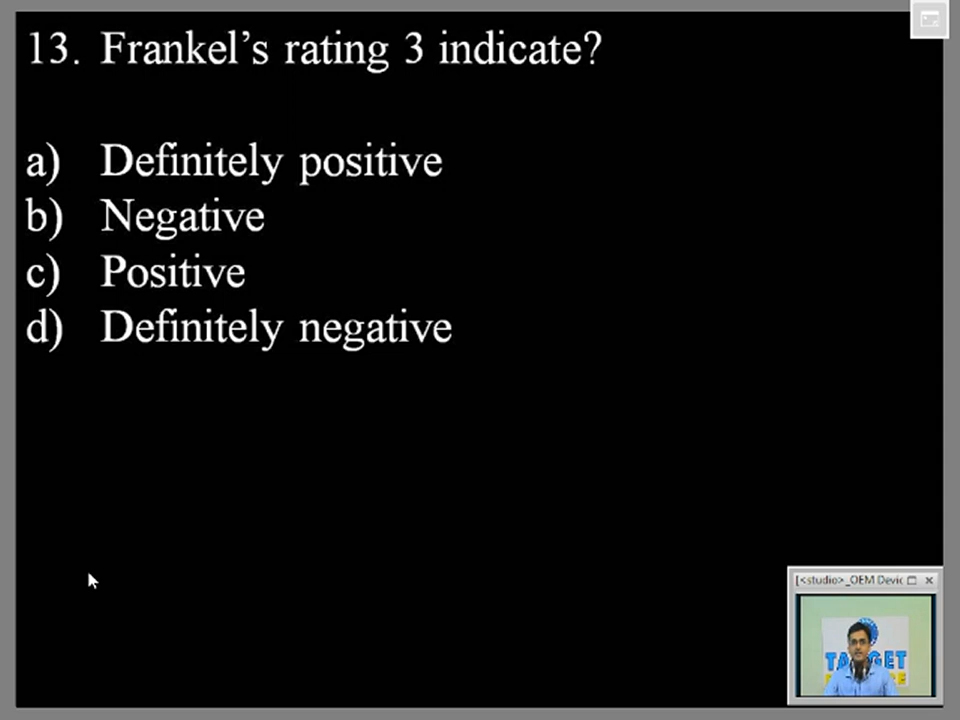 13. Frankel's rating 3 indicate?
a) Definitely positive
b) Negative
c) Positive
d) Definitely negative
[<studio>_OEM Devic
TARGET